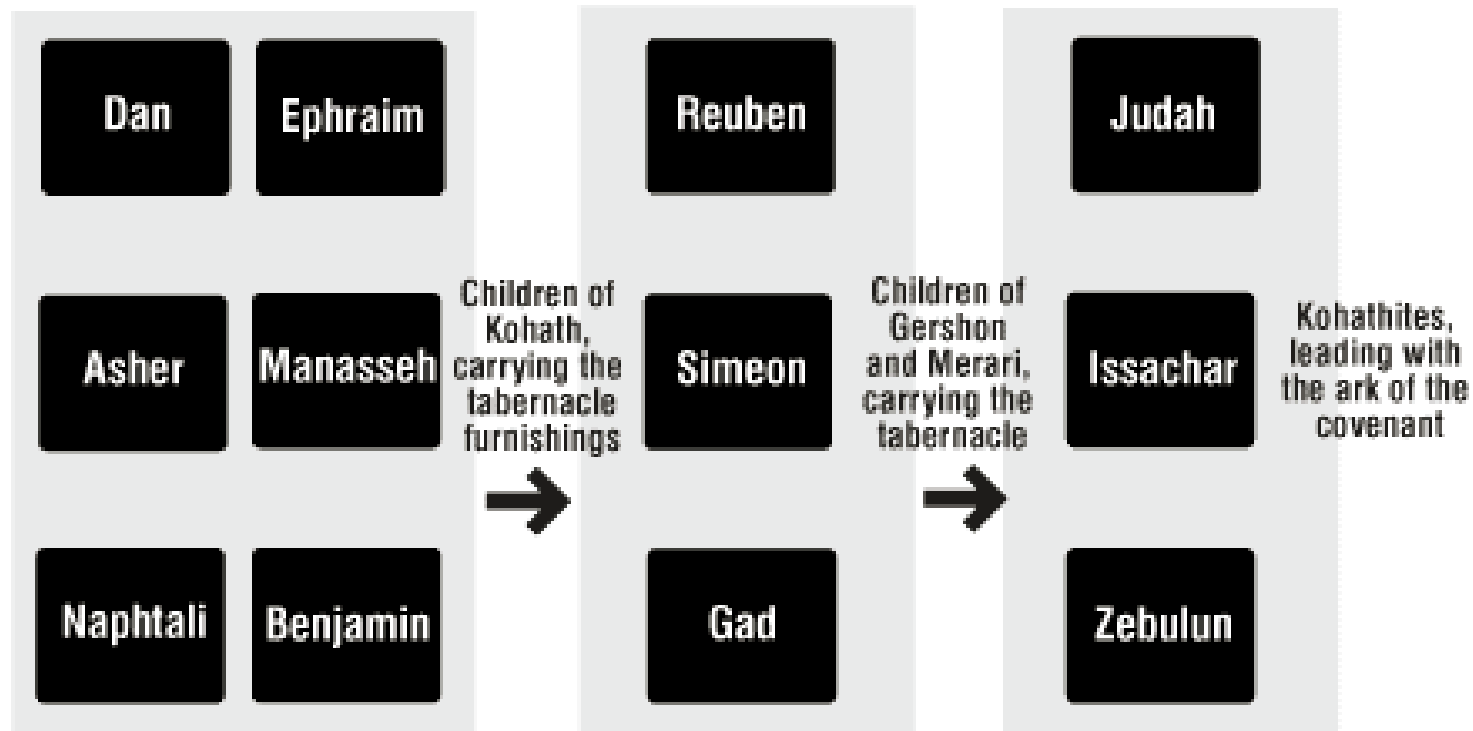 Dan
Ephraim
Reuben
Judah
Asher
Manasseh
Children of
Kohath,
carrying the
tabernacle
furnishings
Simeon
Children of
Gershon
and Merari,
carrying the
tabernacle
Issachar
Kohathites,
leading with
the ark of the
covenant
Naphtali
Benjamin
Gad
Zebulun